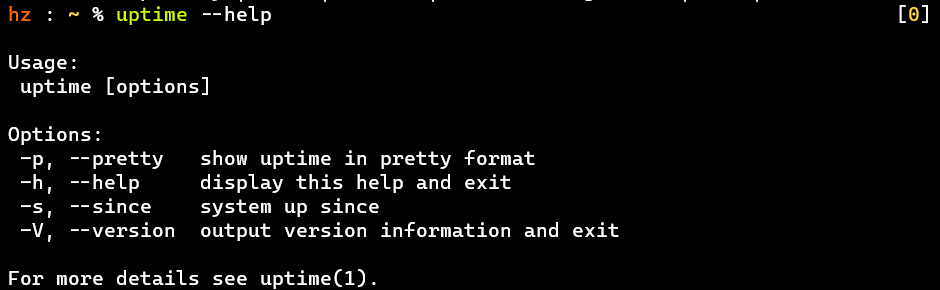 hz : ~ % uptime --help [0]
Usage:
 uptime [options]
Options:
 -p, --pretty   show uptime in pretty format
 -h, --help     display this help and exit
 -s, --since    system up since
 -V, --version  output version information and exit
For more details see uptime(1).